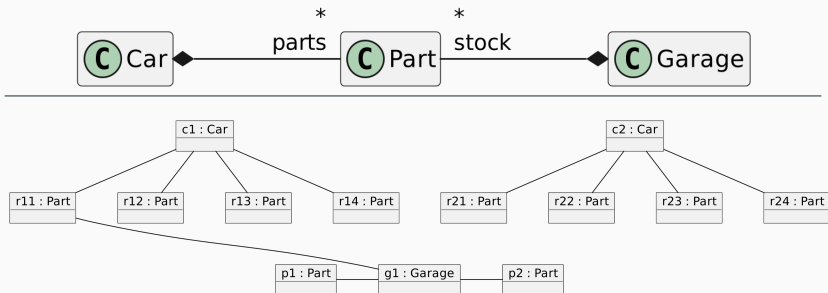 *
*
parts
stock
C Car
C Part
C Garage
c1 : Car
c2 : Car
r11 : Part
r12 : Part
r13 : Part
r14 : Part
r21 : Part
r22 : Part
r23 : Part
r24 : Part
p1 : Part
g1 : Garage
p2 : Part